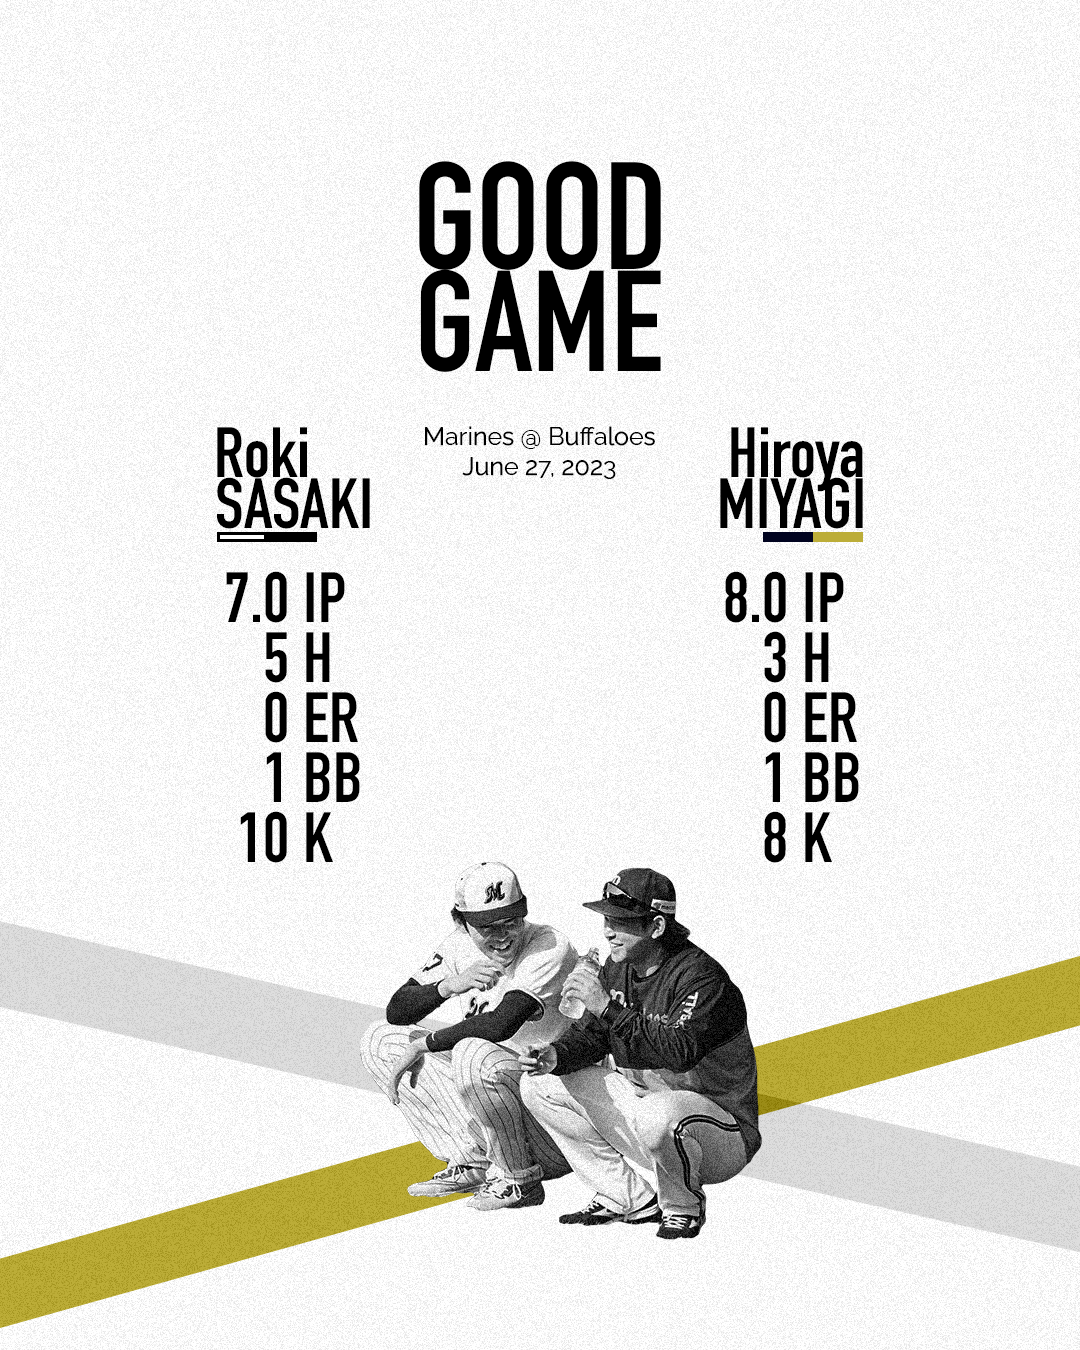 GOOD
GAME
Marines @ Buffaloes
June 27, 2023
Roki
SASAKI
7.0 IP
5 H
0 ER
1 BB
10 K
Hiroya
MIYAGI
8.0 IP
3 H
0 ER
1 BB
8 K
M